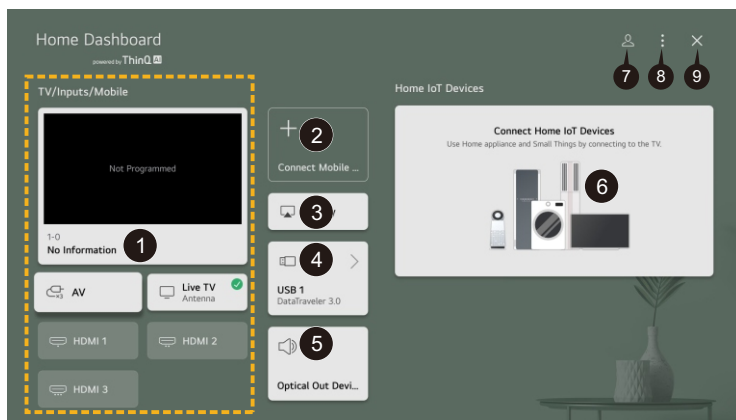 Home Dashboard
powered by ThinQ AI
7
8
9
TV/Inputs/Mobile
Not Programmed
1-0
No Information
1
AV
Live TV
Antenna
HDMI 1
HDMI 2
HDMI 3
2
Connect Mobile ...
3
4
USB 1
DataTraveler 3.0
5
Optical Out Devi...
Home IoT Devices
Connect Home IoT Devices
Use Home appliance and Small Things by connecting to the TV.
6